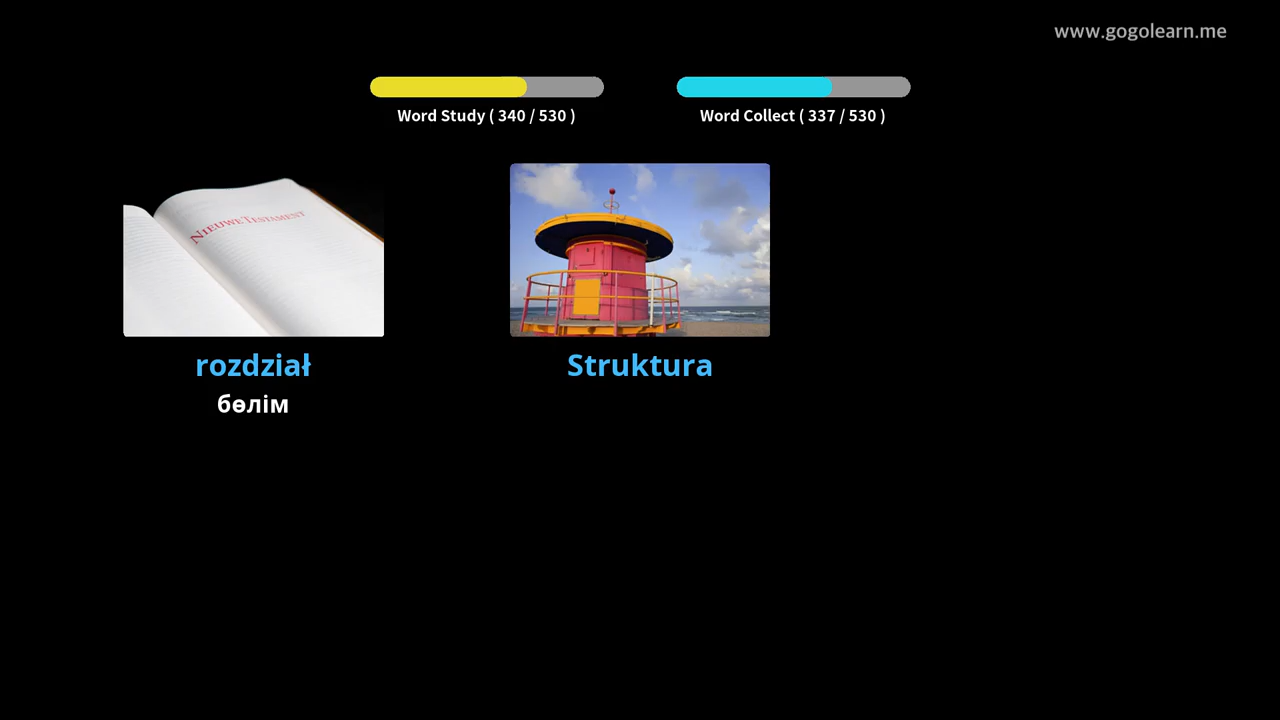 www.gogolearn.me
Word Study ( 340 / 530 )
Word Collect ( 337 / 530 )
NIEUWE TESTAMENT
rozdział
Struktura
бөлім